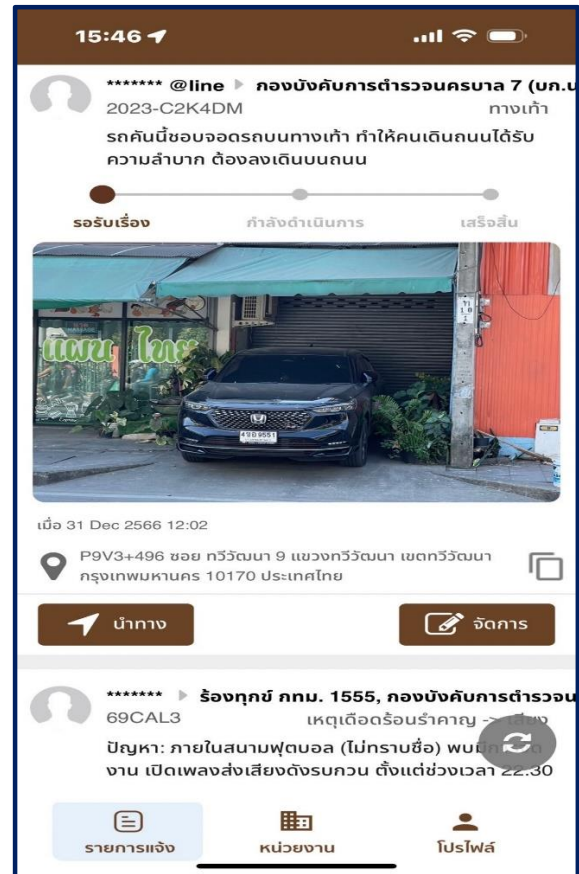 15:46
******* @line ▶ กองบังคับการตำรวจนครบาล 7 (บก.น
2023-C2K4DM ทางเท้า
รถคันนี้ชอบจอดรถบนทางเท้า ทำให้คนเดินถนนได้รับ
ความลำบาก ต้องลงเดินบนถนน
รอรับเรื่อง กำลังดำเนินการ เสร็จสิ้น
แผน ไทย
เมื่อ 31 Dec 2566 12:02
P9V3+496 ซอย ทวีวัฒนา 9 แขวงทวีวัฒนา เขตทวีวัฒนา
กรุงเทพมหานคร 10170 ประเทศไทย
นำทาง จัดการ
******* ▶ ร้องทุกข์ กทม. 1555, กองบังคับการตำรวจน
69CAL3 เหตุเดือดร้อนรำคาญ -> เสียง
ปัญหา: ภายในสนามฟุตบอล (ไม่ทราบชื่อ) พบมี
งาน เปิดเพลงส่งเสียงดังรบกวน ตั้งแต่ช่วงเวลา 22.30
รายการแจ้ง หน่วยงาน โปรไฟล์